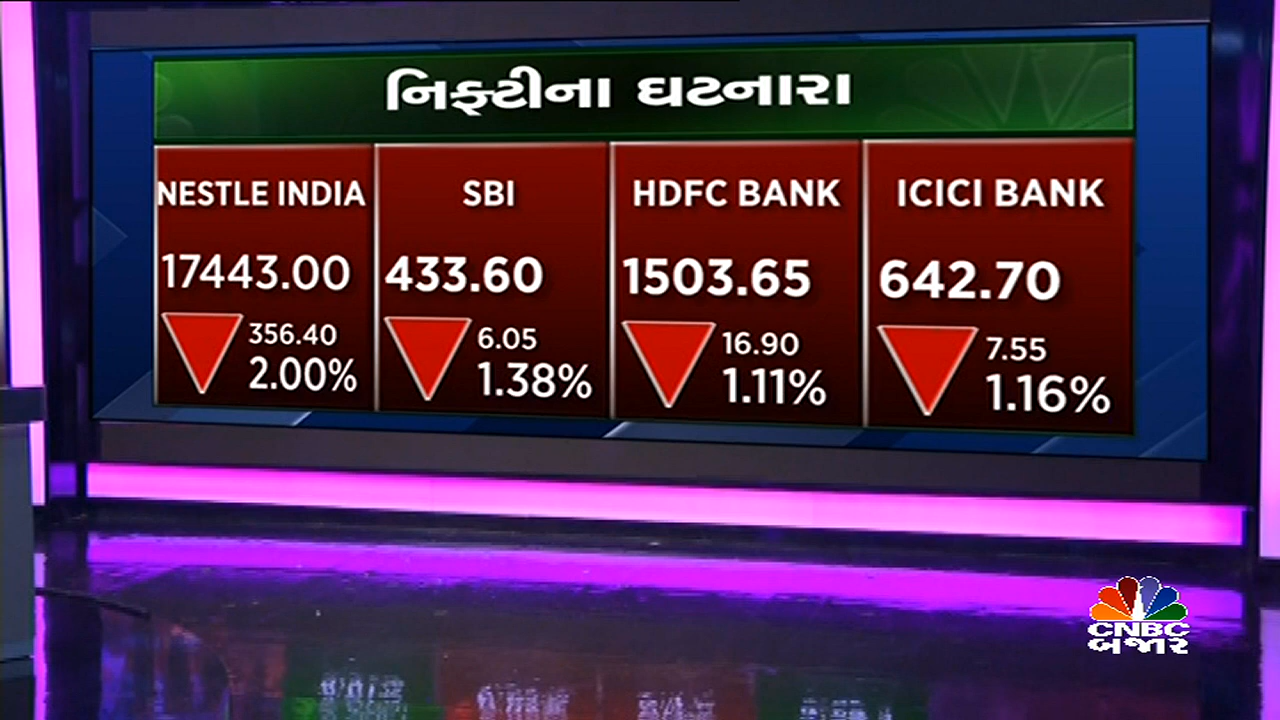 નિફ્ટીના ઘટનારા
NESTLE INDIA
17443.00
356.40
2.00%
SBI
433.60
6.05
1.38%
HDFC BANK
1503.65
16.90
1.11%
ICICI BANK
642.70
7.55
1.16%
CNBC
બજાર